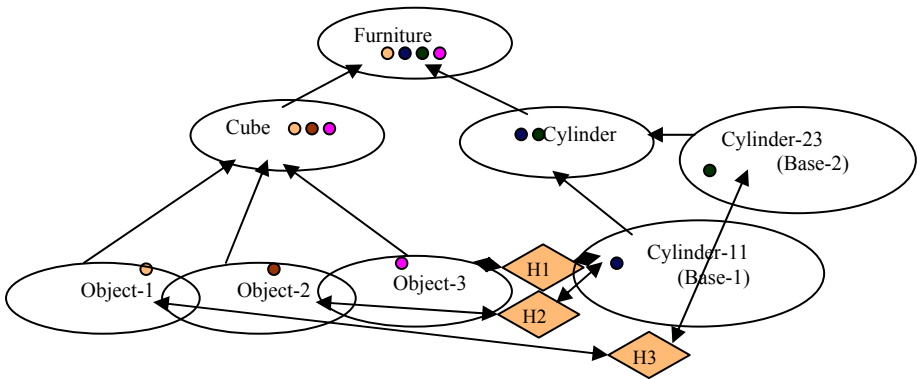 Furniture
Cube
Cylinder
Cylinder-23
(Base-2)
Object-1
Object-2
Object-3
H1
Cylinder-11
(Base-1)
H2
H3